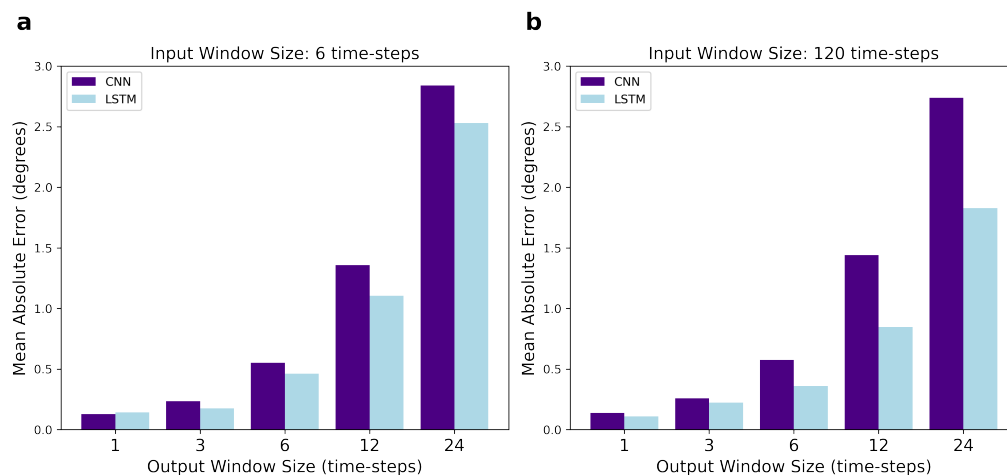 a
Input Window Size: 6 time-steps
CNN
LSTM
Mean Absolute Error (degrees)
3.0
2.5
2.0
1.5
1.0
0.5
0.0
1 3 6 12 24
Output Window Size (time-steps)
b
Input Window Size: 120 time-steps
CNN
LSTM
Mean Absolute Error (degrees)
3.0
2.5
2.0
1.5
1.0
0.5
0.0
1 3 6 12 24
Output Window Size (time-steps)